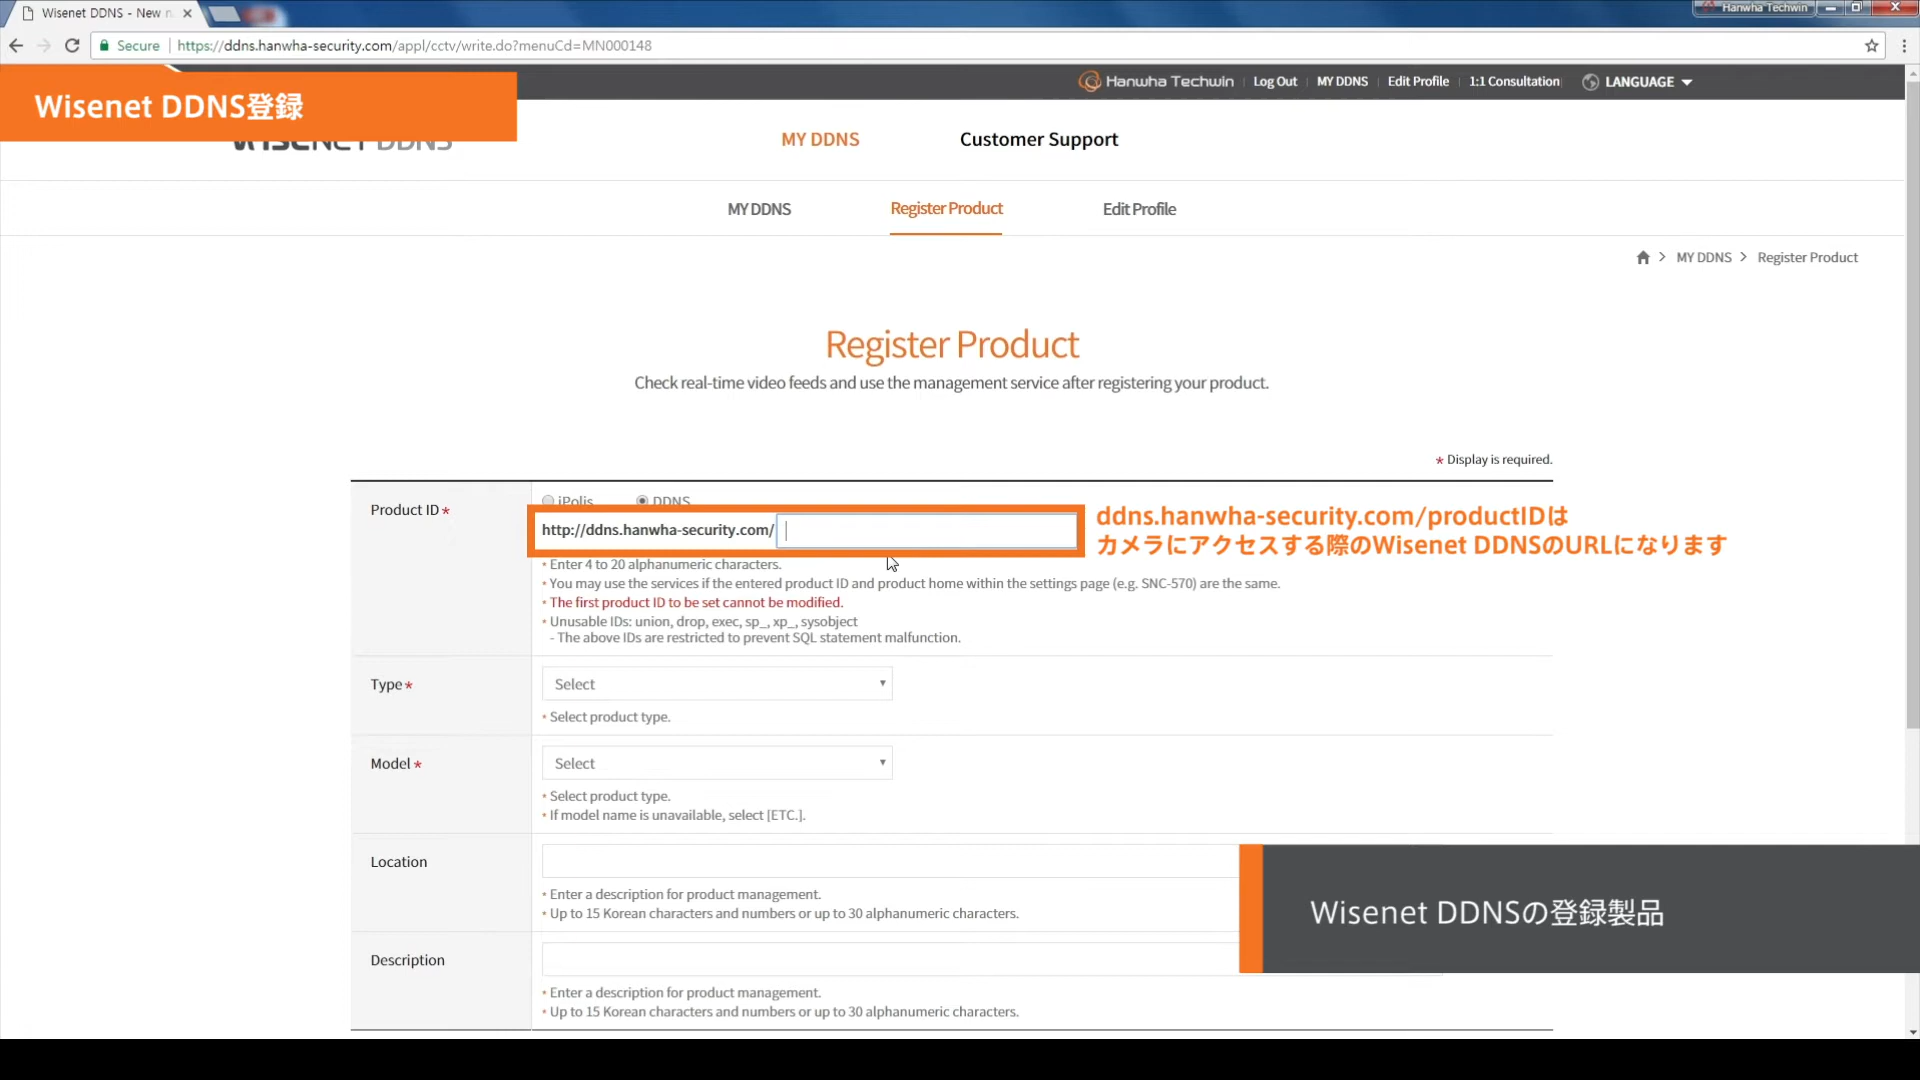 Wisenet DDNS - New
Hanwha Techwin
Secure https://ddns.hanwha-security.com/appl/cctv/write.do?menuCd=MN000148
Hanwha Techwin Log Out MY DDNS Edit Profile 1:1 Consultation LANGUAGE
Wisenet DDNS登録
WISENET DDNS
MY DDNS Customer Support
MY DDNS Register Product Edit Profile
MY DDNS > Register Product
Register Product
Check real-time video feeds and use the management service after registering your product.
* Display is required.
Product ID *
iPolis DDNS
http://ddns.hanwha-security.com/
ddns.hanwha-security.com/productIDは
カメラにアクセスする際のWisenet DDNSのURLになります
Enter 4 to 20 alphanumeric characters.
You may use the services if the entered product ID and product home within the settings page (e.g. SNC-570) are the same.
The first product ID to be set cannot be modified.
Unusable IDs: union, drop, exec, sp_, xp_, sysobject
- The above IDs are restricted to prevent SQL statement malfunction.
Type * Select
Select product type.
Model * Select
Select product type.
If model name is unavailable, select [ETC.].
Location
Enter a description for product management.
Up to 15 Korean characters and numbers or up to 30 alphanumeric characters.
Wisenet DDNSの登録製品
Description
Enter a description for product management.
Up to 15 Korean characters and numbers or up to 30 alphanumeric characters.